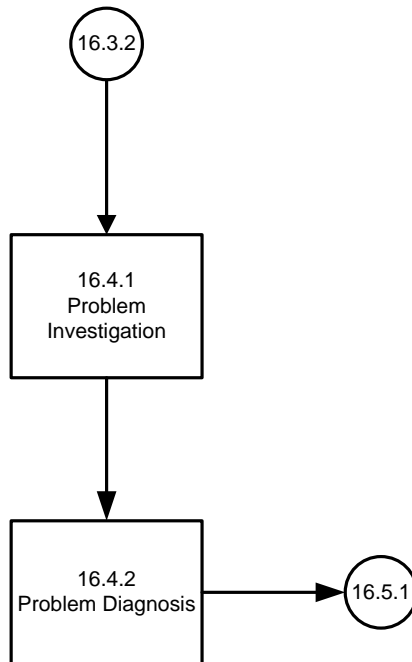 16.3.2
16.4.1
Problem
Investigation
16.4.2
Problem Diagnosis
16.5.1